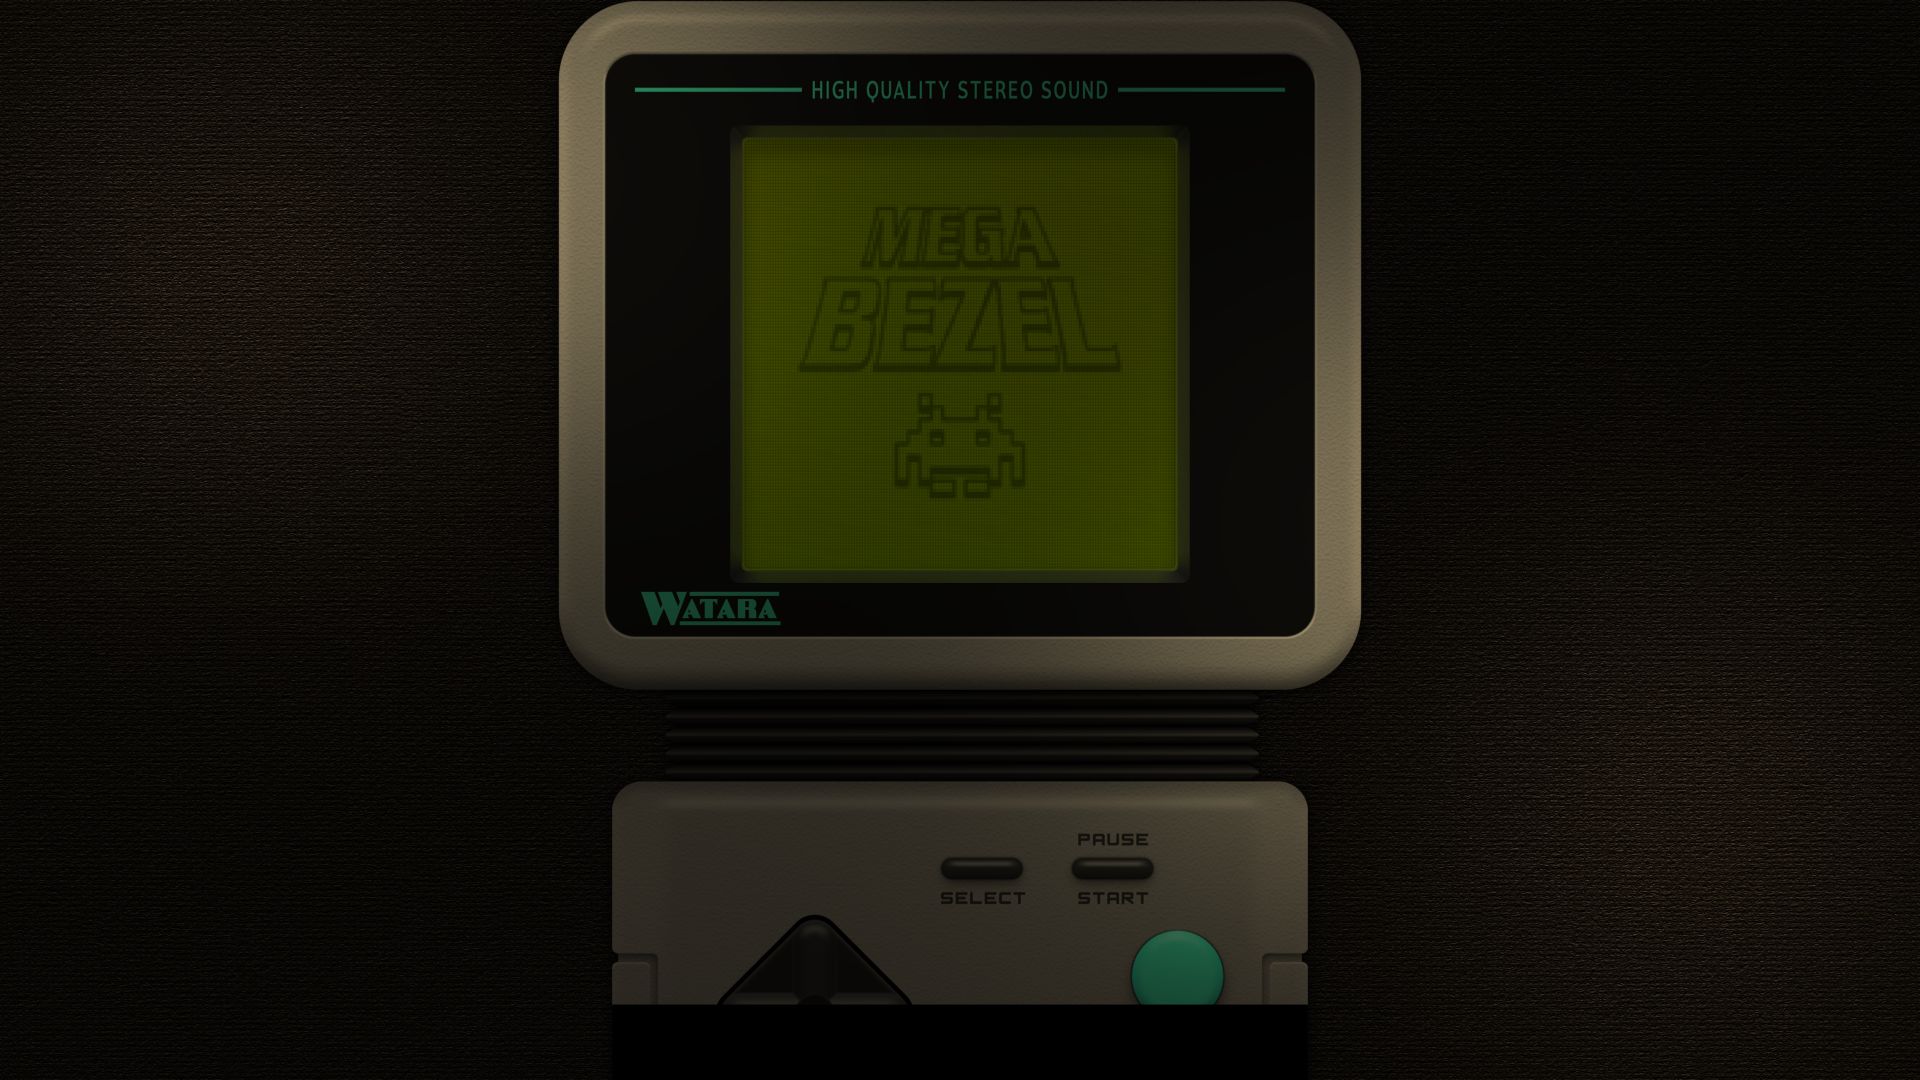 HIGH QUALITY STEREO SOUND
MEGA
BEZEL
WATARA
PAUSE
SELECT
START